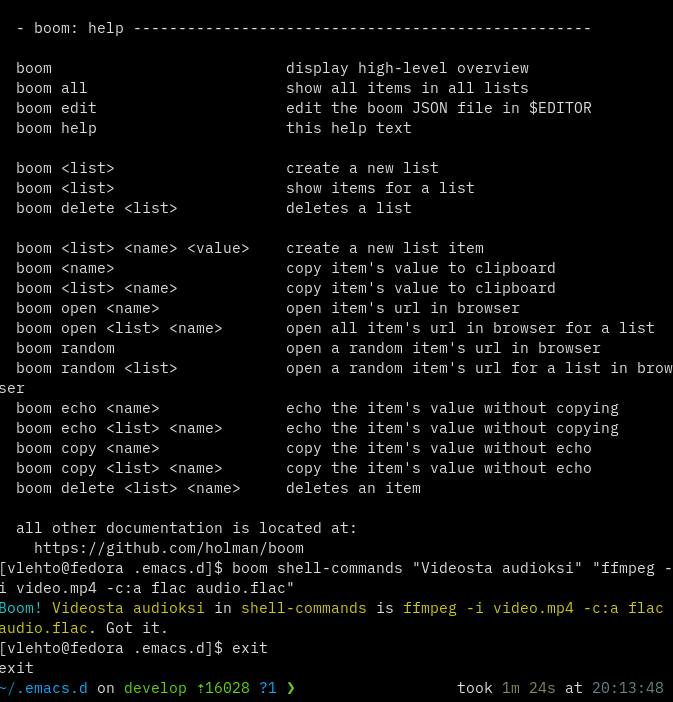 - boom: help ---------------------------------------------------
boom                          display high-level overview
boom all                      show all items in all lists
boom edit                     edit the boom JSON file in $EDITOR
boom help                     this help text
boom <list>                   create a new list
boom <list>                   show items for a list
boom delete <list>            deletes a list
boom <list> <name> <value>    create a new list item
boom <name>                   copy item's value to clipboard
boom <list> <name>            copy item's value to clipboard
boom open <name>              open item's url in browser
boom open <list> <name>       open all item's url in browser for a list
boom random                   open a random item's url in browser
boom random <list>            open a random item's url for a list in brow
ser
boom echo <name>              echo the item's value without copying
boom echo <list> <name>       echo the item's value without copying
boom copy <name>              copy the item's value without echo
boom copy <list> <name>       copy the item's value without echo
boom delete <list> <name>     deletes an item
all other documentation is located at:
https://github.com/holman/boom
[vlehto@fedora .emacs.d]$ boom shell-commands "Videosta audioksi" "ffmpeg -
i video.mp4 -c:a flac audio.flac"
Boom! Videosta audioksi in shell-commands is ffmpeg -i video.mp4 -c:a flac
audio.flac. Got it.
[vlehto@fedora .emacs.d]$ exit
exit
~/.emacs.d on develop ⇡16028 ?1 ❯                  took 1m 24s at 20:13:48